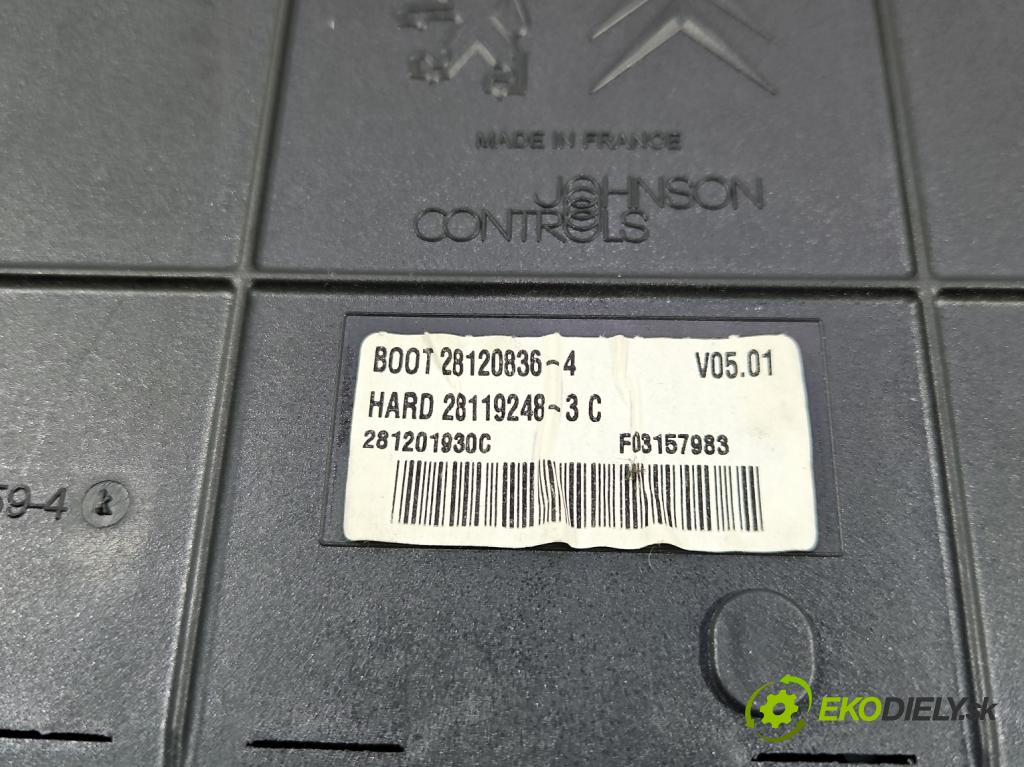 MADE IN FRANCE
JOHNSON
CONTROLS
BOOT 28120836-4 V05.01
HARD 28119248-3 C
281201930C F03157983
59-4
EKODIELY.sk